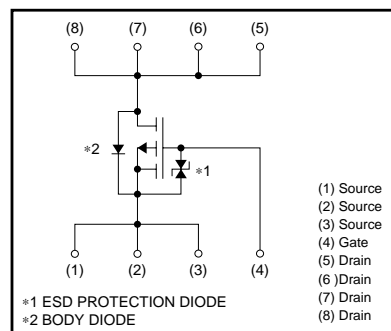 (8) (7) (6) (5)
∗2
∗1
(1) (2) (3) (4)
(1) Source
(2) Source
(3) Source
(4) Gate
(5) Drain
(6 )Drain
(7) Drain
(8) Drain
∗1 ESD PROTECTION DIODE
∗2 BODY DIODE